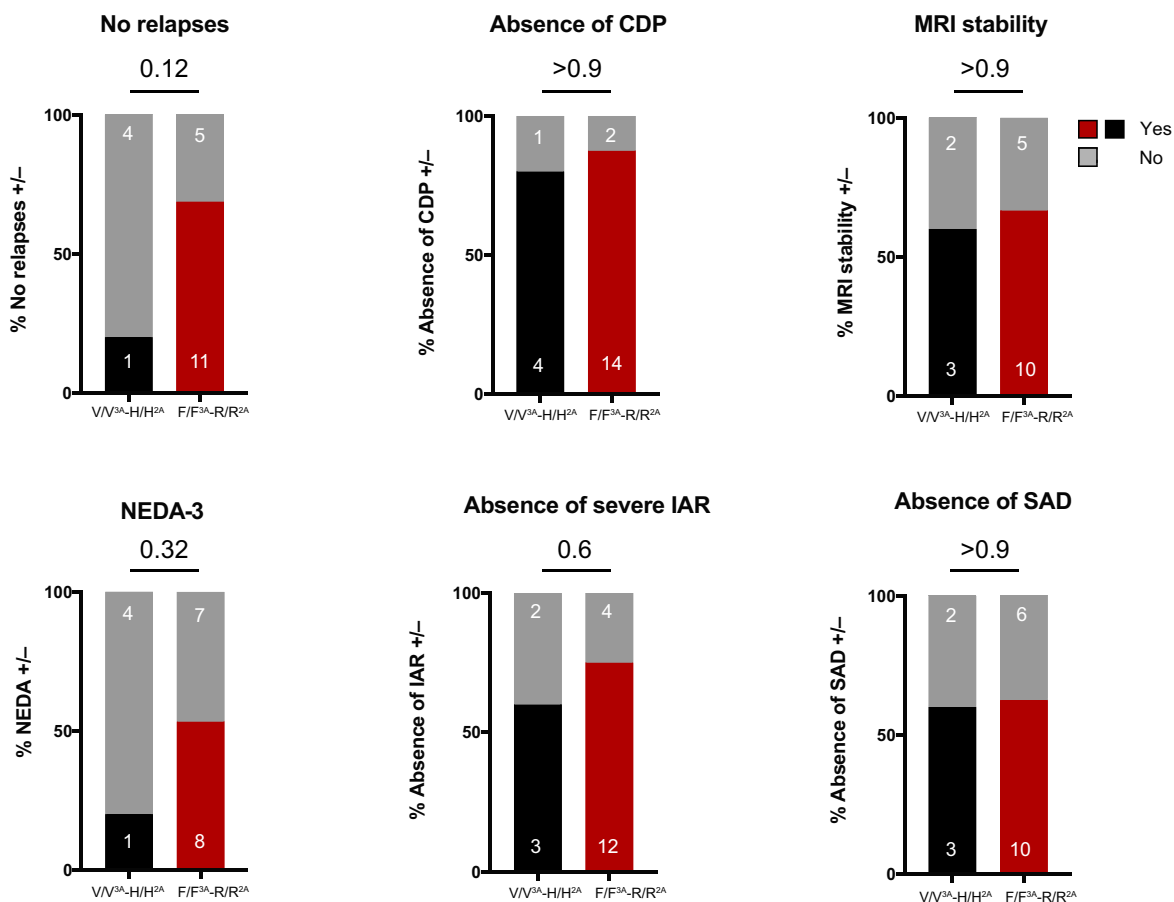 No relapses
0.12
% No relapses +/–
100
50
0
4
5
1
11
V/V³ᴬ-H/H²ᴬ
F/F³ᴬ-R/R²ᴬ
Absence of CDP
>0.9
% Absence of CDP +/–
100
50
0
1
2
4
14
V/V³ᴬ-H/H²ᴬ
F/F³ᴬ-R/R²ᴬ
MRI stability
>0.9
% MRI stability +/–
100
50
0
2
5
3
10
V/V³ᴬ-H/H²ᴬ
F/F³ᴬ-R/R²ᴬ
Yes
No
NEDA-3
0.32
% NEDA +/–
100
50
0
4
7
1
8
V/V³ᴬ-H/H²ᴬ
F/F³ᴬ-R/R²ᴬ
Absence of severe IAR
0.6
% Absence of IAR +/–
100
50
0
2
4
3
12
V/V³ᴬ-H/H²ᴬ
F/F³ᴬ-R/R²ᴬ
Absence of SAD
>0.9
% Absence of SAD +/–
100
50
0
2
6
3
10
V/V³ᴬ-H/H²ᴬ
F/F³ᴬ-R/R²ᴬ